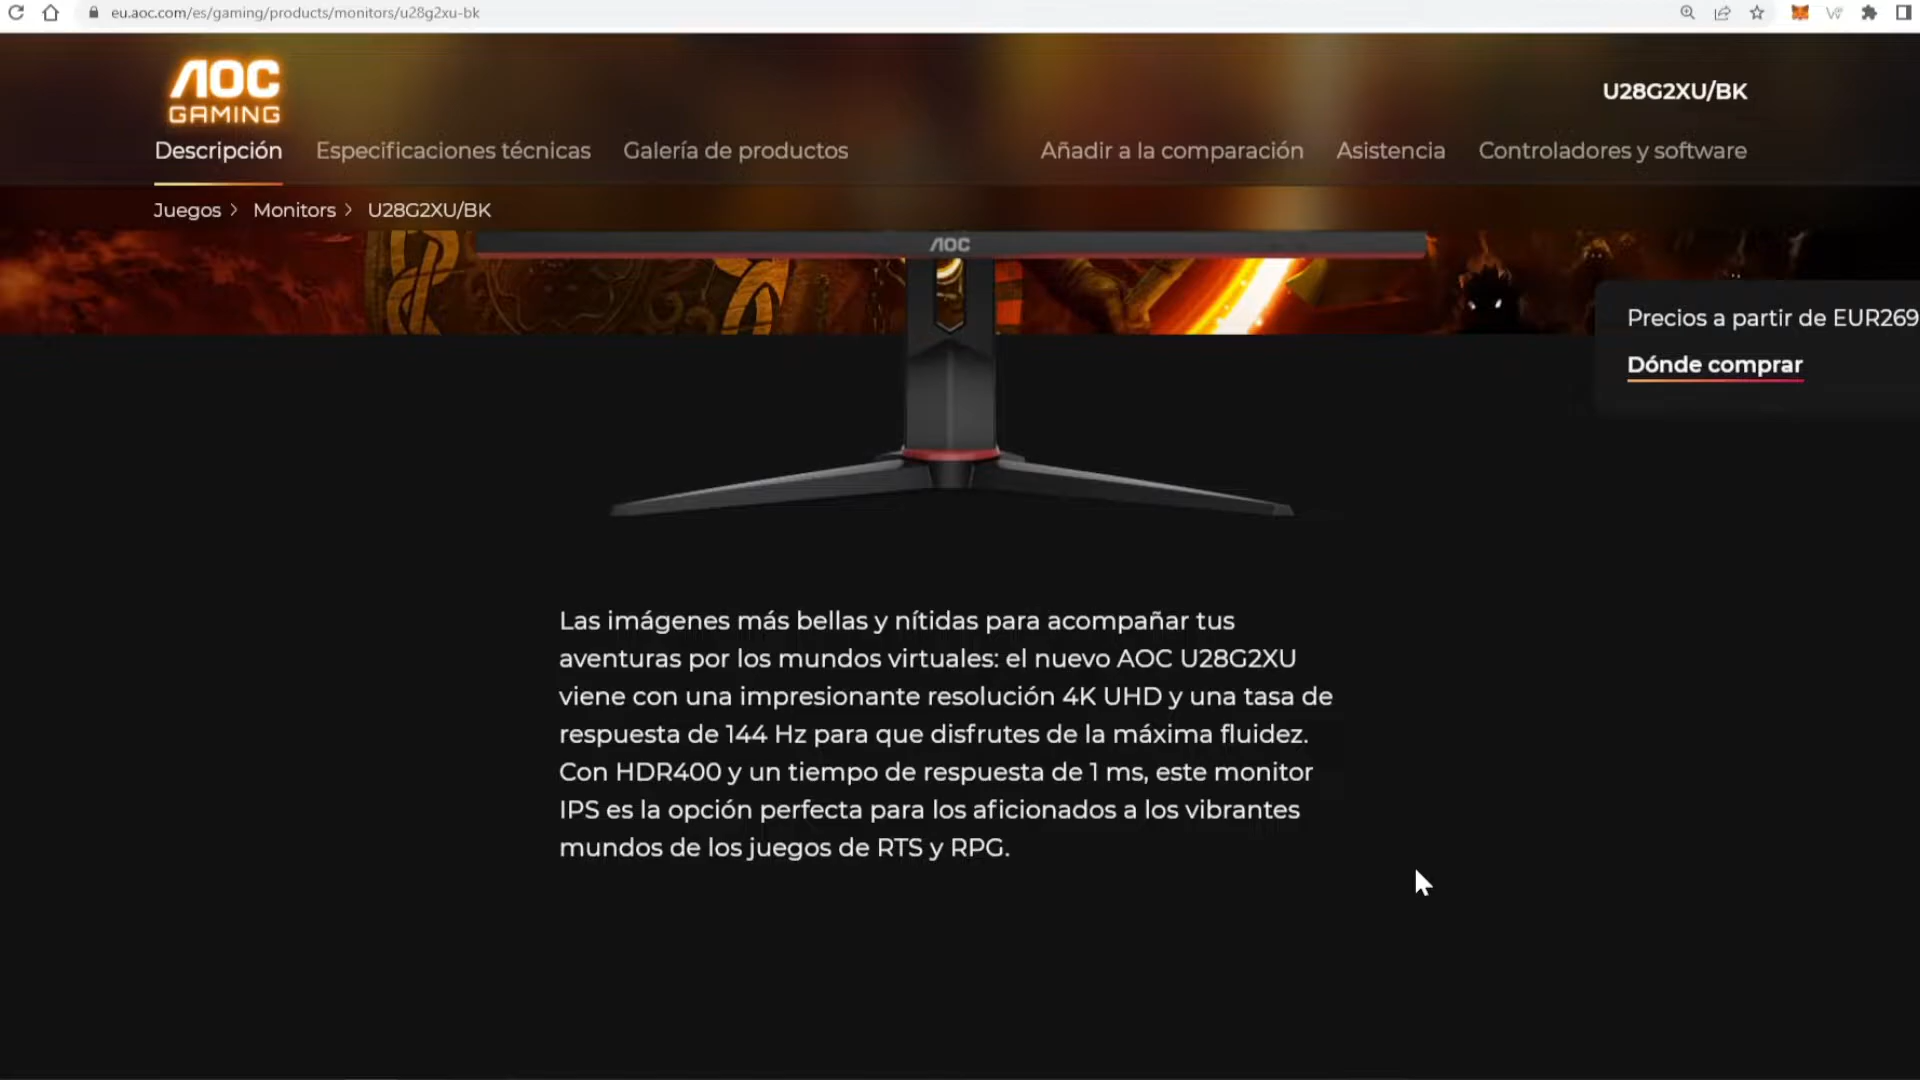 eu.aoc.com/es/gaming/products/monitors/u28g2xu-bk
AOC
GAMING
U28G2XU/BK
Descripción
Especificaciones técnicas
Galería de productos
Añadir a la comparación
Asistencia
Controladores y software
Juegos > Monitors > U28G2XU/BK
AOC
Precios a partir de EUR269
Dónde comprar
Las imágenes más bellas y nítidas para acompañar tus
aventuras por los mundos virtuales: el nuevo AOC U28G2XU
viene con una impresionante resolución 4K UHD y una tasa de
respuesta de 144 Hz para que disfrutes de la máxima fluidez.
Con HDR400 y un tiempo de respuesta de 1 ms, este monitor
IPS es la opción perfecta para los aficionados a los vibrantes
mundos de los juegos de RTS y RPG.